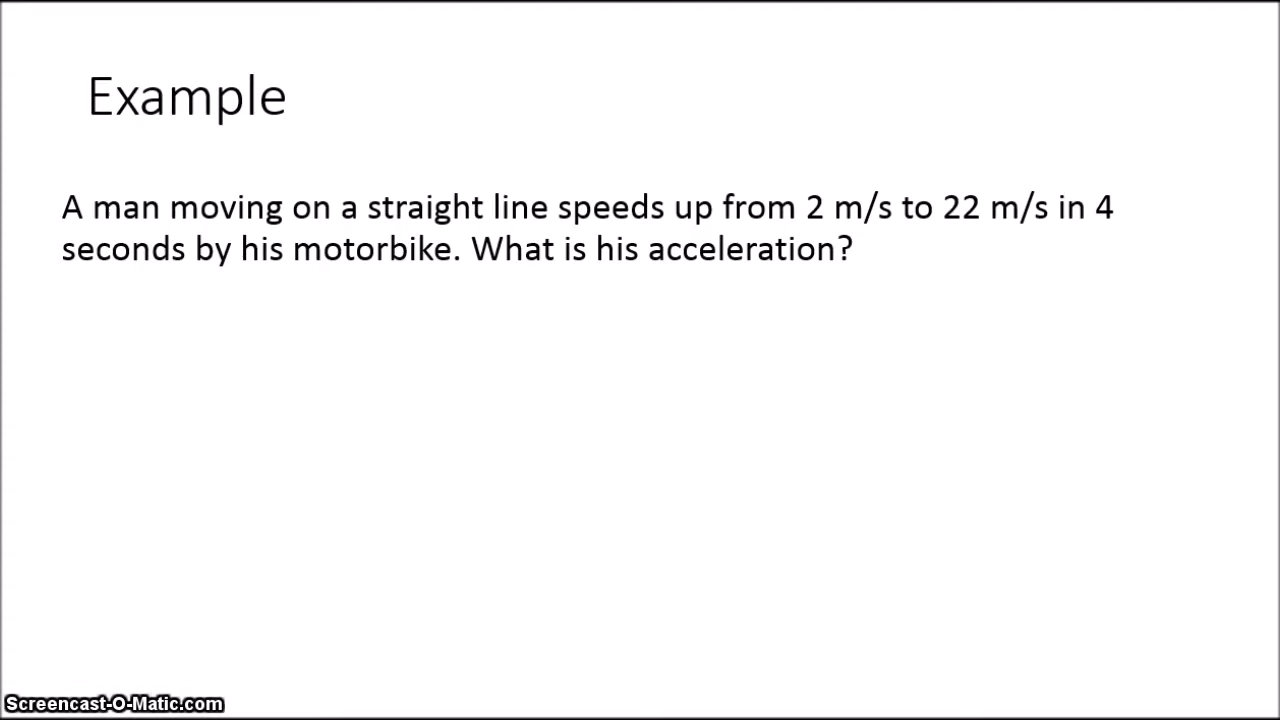 Example
A man moving on a straight line speeds up from 2 m/s to 22 m/s in 4
seconds by his motorbike. What is his acceleration?
Screencast-O-Matic.com